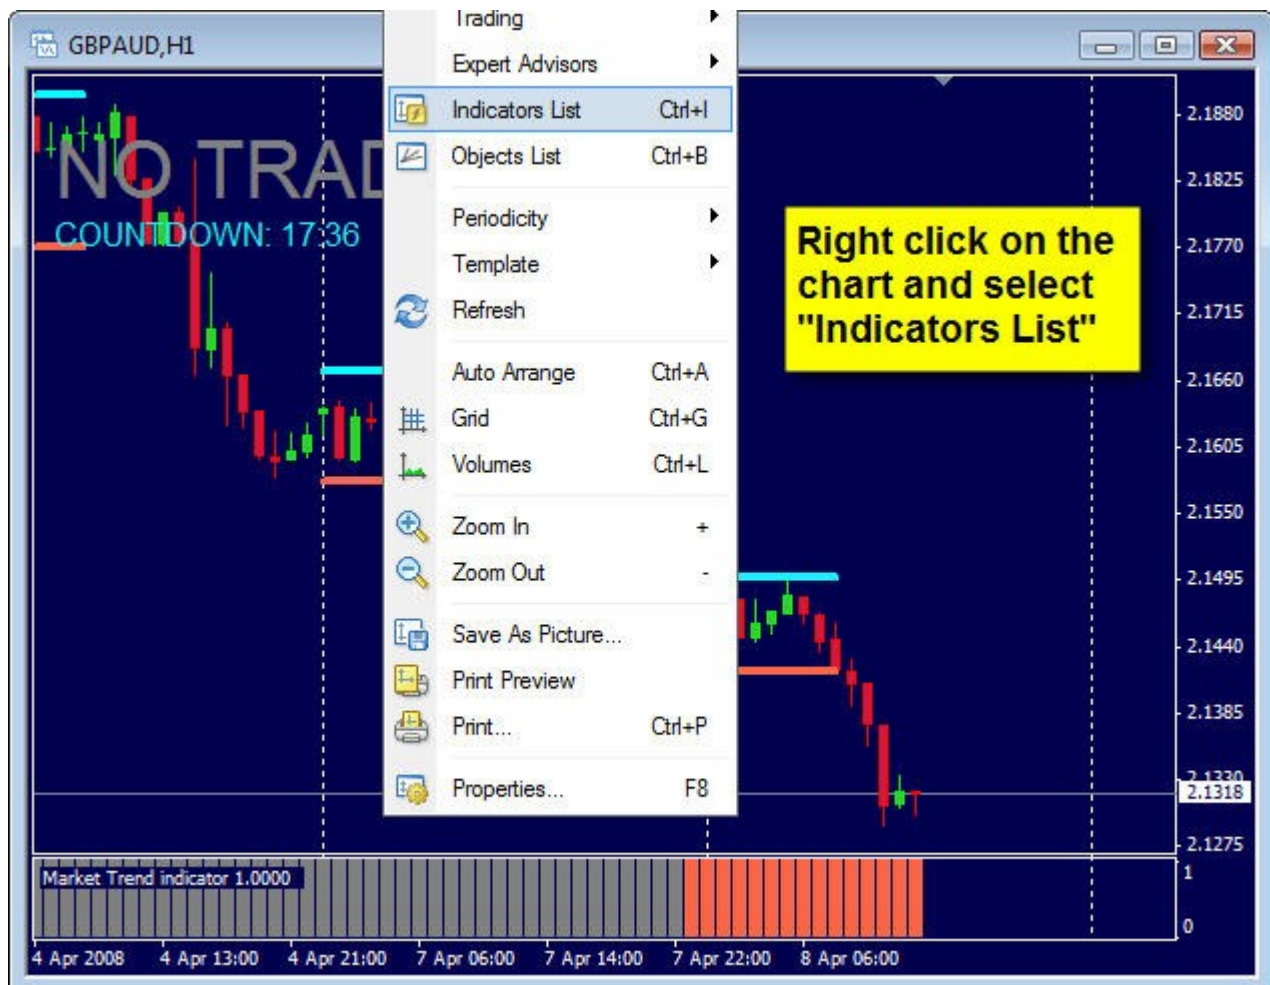 GBPAUD,H1
Trading
Expert Advisors
Indicators List Ctrl+I
Objects List Ctrl+B
Periodicity
Template
Refresh
Auto Arrange Ctrl+A
Grid Ctrl+G
Volumes Ctrl+L
Zoom In +
Zoom Out -
Save As Picture...
Print Preview
Print... Ctrl+P
Properties... F8
NO TRAD
COUNTDOWN: 17:36
Right click on the
chart and select
"Indicators List"
2.1880
2.1825
2.1770
2.1715
2.1660
2.1605
2.1550
2.1495
2.1440
2.1385
2.1330
2.1318
2.1275
Market Trend indicator 1.0000
1
0
4 Apr 2008 4 Apr 13:00 4 Apr 21:00 7 Apr 06:00 7 Apr 14:00 7 Apr 22:00 8 Apr 06:00